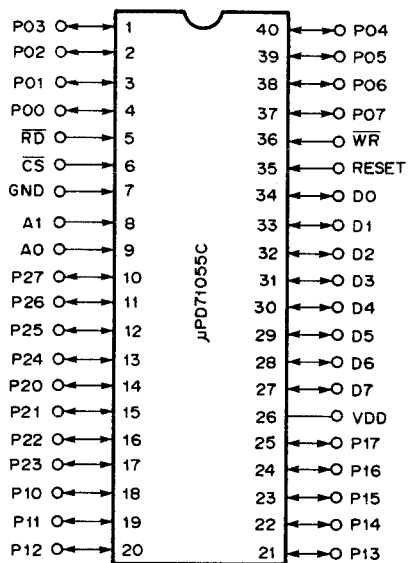 P03 1 40 P04
P02 2 39 P05
P01 3 38 P06
P00 4 37 P07
R̅D̅ 5 36 W̅R̅
C̅S̅ 6 35 RESET
GND 7 34 D0
A1 8 33 D1
A0 9 32 D2
P27 10 31 D3
P26 11 30 D4
P25 12 29 D5
P24 13 28 D6
P20 14 27 D7
P21 15 26 VDD
P22 16 25 P17
P23 17 24 P16
P10 18 23 P15
P11 19 22 P14
P12 20 21 P13
μPD71055C